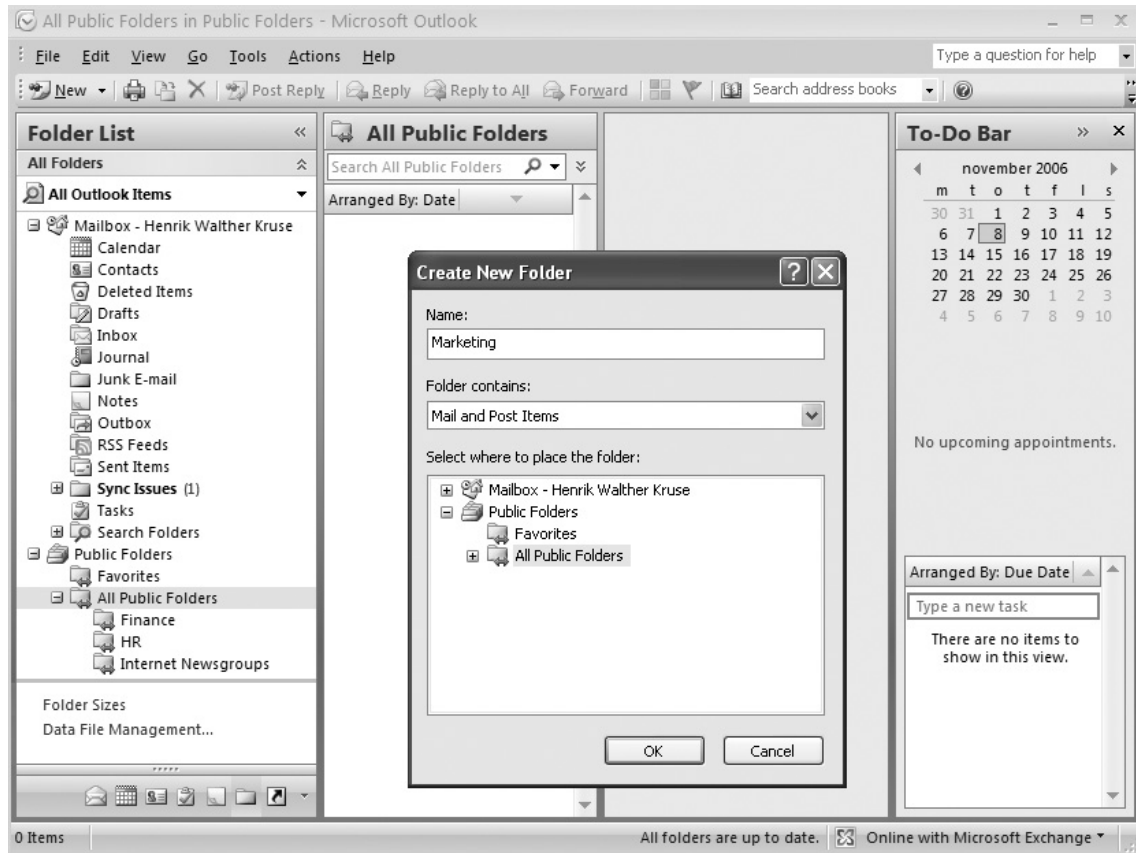 All Public Folders in Public Folders - Microsoft Outlook
File Edit View Go Tools Actions Help
Type a question for help
New Post Reply Reply Reply to All Forward Search address books
Folder List
All Folders
All Outlook Items
Mailbox - Henrik Walther Kruse
Calendar
Contacts
Deleted Items
Drafts
Inbox
Journal
Junk E-mail
Notes
Outbox
RSS Feeds
Sent Items
Sync Issues (1)
Tasks
Search Folders
Public Folders
Favorites
All Public Folders
Finance
HR
Internet Newsgroups
Folder Sizes
Data File Management...
All Public Folders
Search All Public Folders
Arranged By: Date
Create New Folder
Name:
Marketing
Folder contains:
Mail and Post Items
Select where to place the folder:
Mailbox - Henrik Walther Kruse
Public Folders
Favorites
All Public Folders
OK Cancel
To-Do Bar
november 2006
m t o t f l s
30 31 1 2 3 4 5
6 7 8 9 10 11 12
13 14 15 16 17 18 19
20 21 22 23 24 25 26
27 28 29 30 1 2 3
4 5 6 7 8 9 10
No upcoming appointments.
Arranged By: Due Date
Type a new task
There are no items to
show in this view.
0 Items
All folders are up to date. Online with Microsoft Exchange